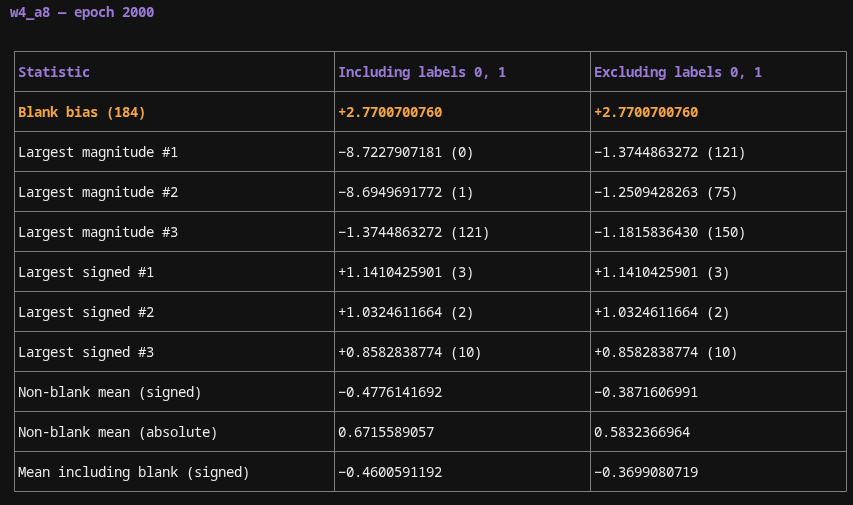 w4_a8 – epoch 2000
Statistic Including labels 0, 1 Excluding labels 0, 1
Blank bias (184) +2.7700700760 +2.7700700760
Largest magnitude #1 −8.7227907181 (0) −1.3744863272 (121)
Largest magnitude #2 −8.6949691772 (1) −1.2509428263 (75)
Largest magnitude #3 −1.3744863272 (121) −1.1815836430 (150)
Largest signed #1 +1.1410425901 (3) +1.1410425901 (3)
Largest signed #2 +1.0324611664 (2) +1.0324611664 (2)
Largest signed #3 +0.8582838774 (10) +0.8582838774 (10)
Non-blank mean (signed) −0.4776141692 −0.3871606991
Non-blank mean (absolute) 0.6715589057 0.5832366964
Mean including blank (signed) −0.4600591192 −0.3699080719